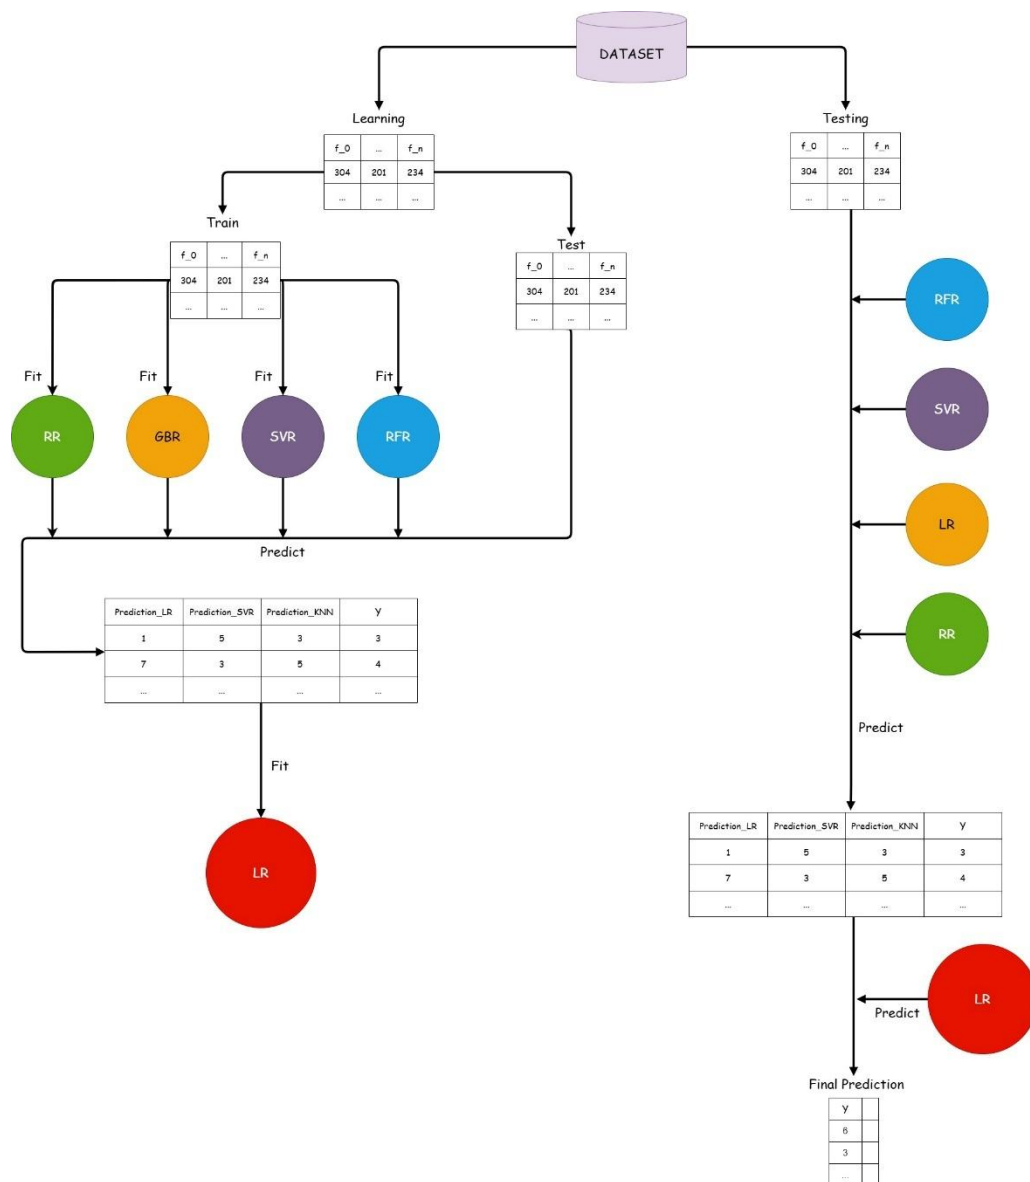 DATASET
Learning
Testing
f_0 ... f_n
304 201 234
... ... ...
f_0 ... f_n
304 201 234
... ... ...
Train
Test
f_0 ... f_n
304 201 234
... ... ...
f_0 ... f_n
304 201 234
... ... ...
RFR
Fit Fit Fit Fit
SVR
RR GBR SVR RFR
LR
Predict
Prediction_LR Prediction_SVR Prediction_KNN Y
1 5 3 3
7 3 5 4
... ... ... ...
RR
Predict
Fit
Prediction_LR Prediction_SVR Prediction_KNN Y
1 5 3 3
7 3 5 4
... ... ... ...
LR
LR
Predict
Final Prediction
Y
6
3
...